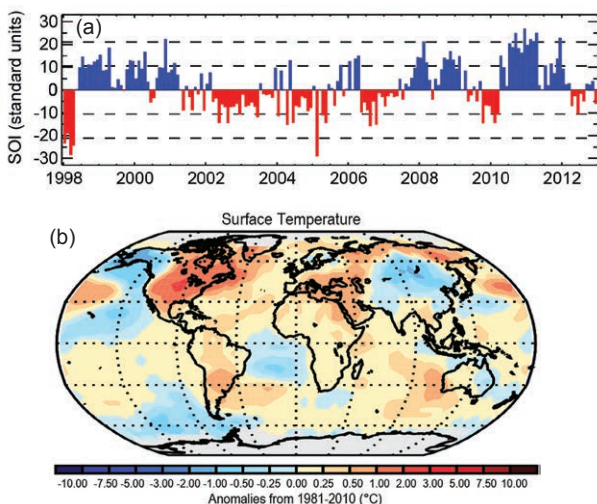 (a)
SOI (standard units)
30
20
10
0
-10
-20
-30
1998 2000 2002 2004 2006 2008 2010 2012
Surface Temperature
(b)
-10.00 -7.50 -5.00 -3.00 -2.00 -1.00 -0.50 -0.25 0.00 0.25 0.50 1.00 2.00 3.00 5.00 7.50 10.00
Anomalies from 1981-2010 (°C)